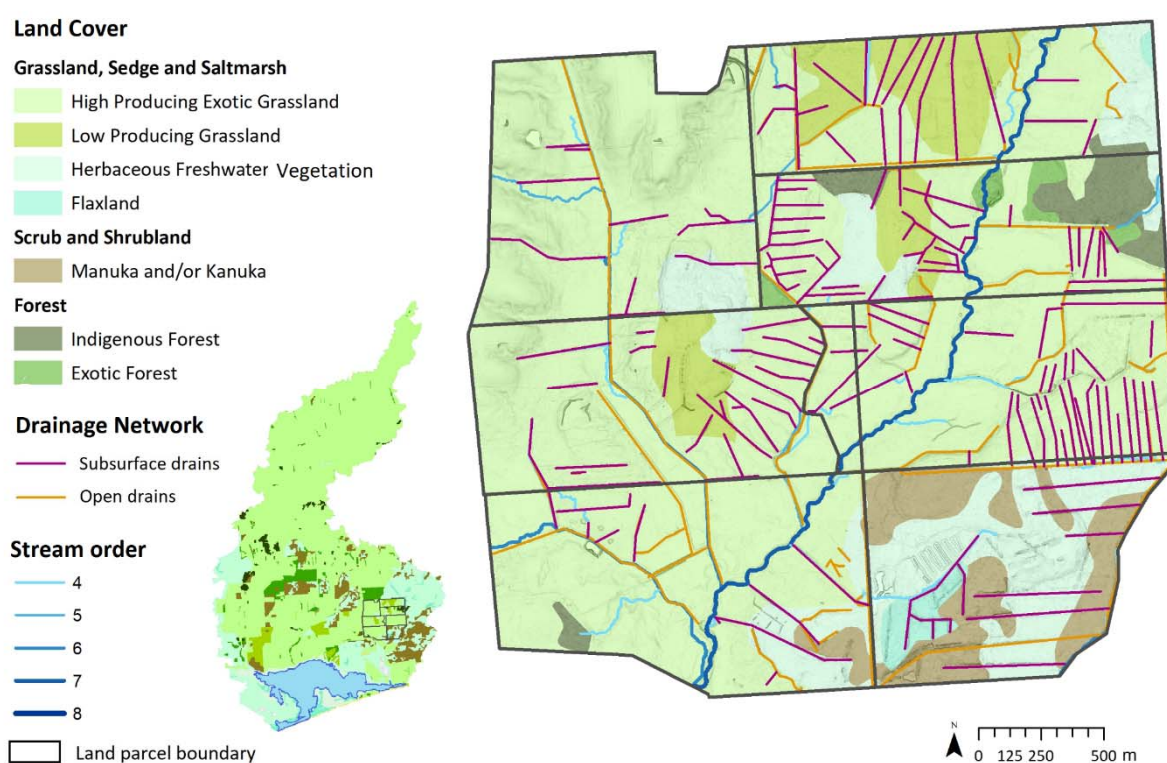 Land Cover
Grassland, Sedge and Saltmarsh
High Producing Exotic Grassland
Low Producing Grassland
Herbaceous Freshwater Vegetation
Flaxland
Scrub and Shrubland
Manuka and/or Kanuka
Forest
Indigenous Forest
Exotic Forest
Drainage Network
Subsurface drains
Open drains
Stream order
4
5
6
7
8
Land parcel boundary
N
0 125 250 500 m